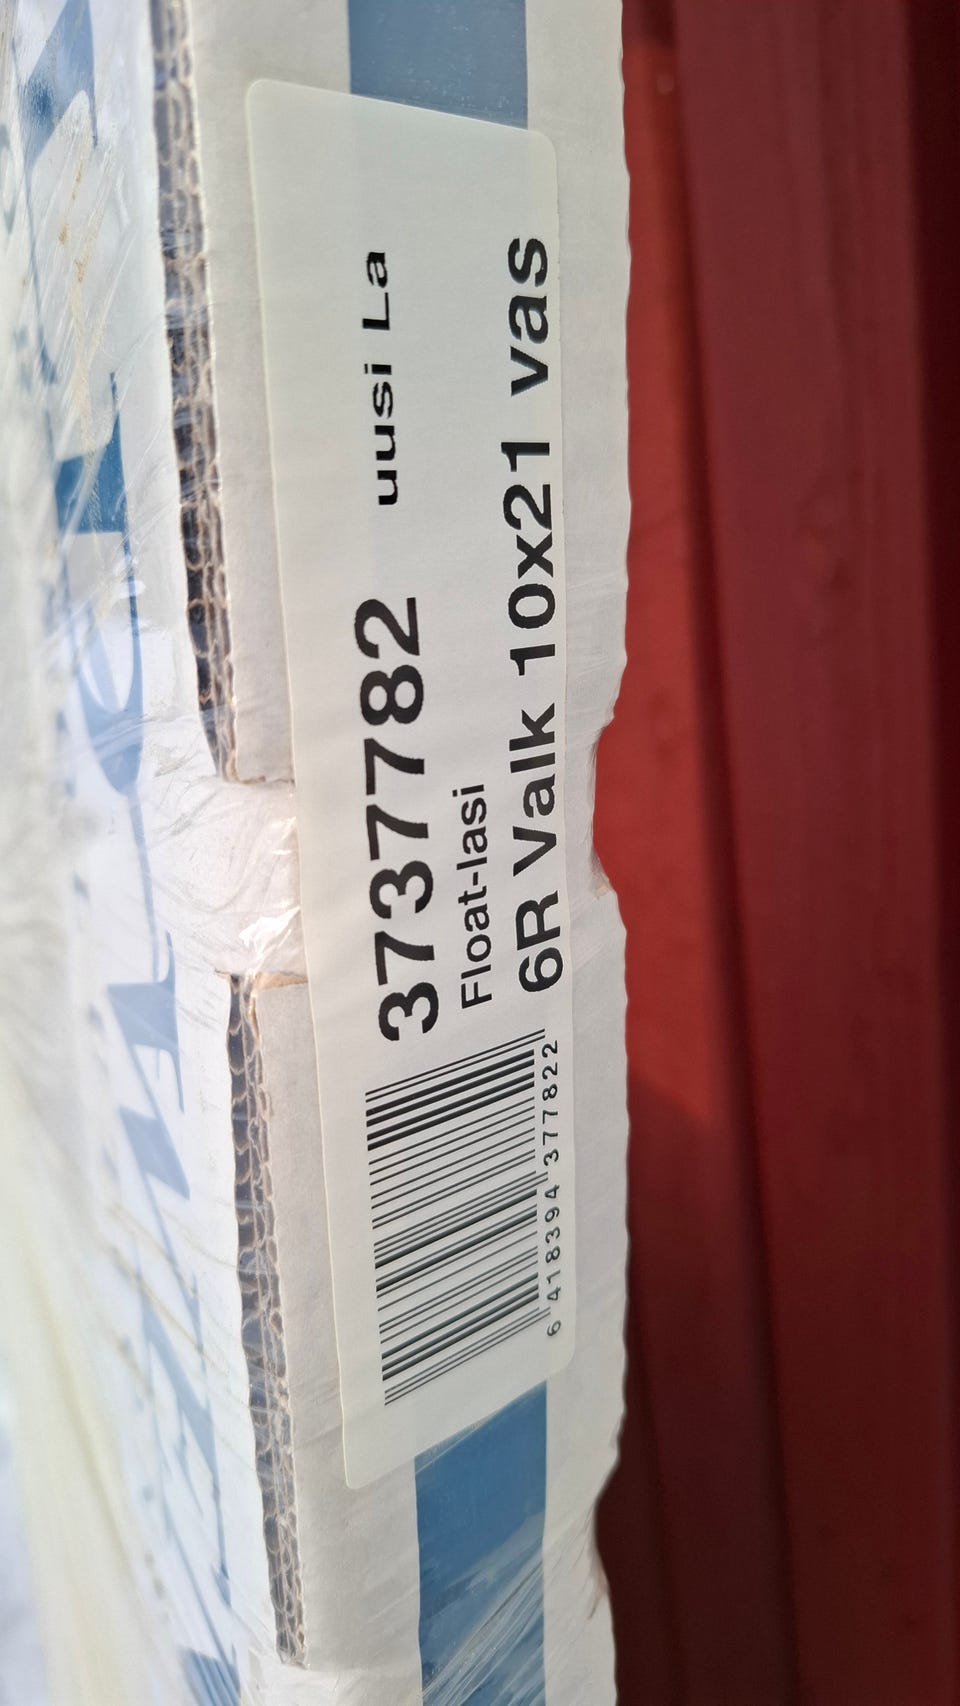 3737782 uusi La
Float-lasi
6R Valk 10x21 vas
6 418394 377822